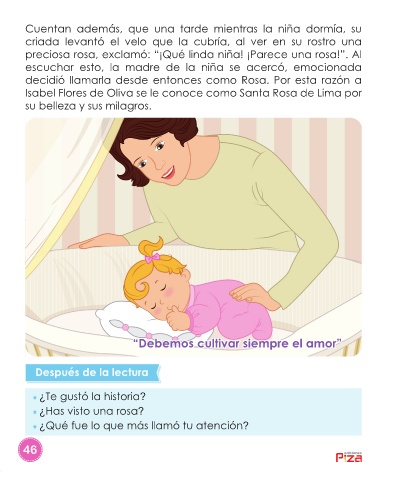 Cuentan además, que una tarde mientras la niña dormía, su
criada levantó el velo que la cubría, al ver en su rostro una
preciosa rosa, exclamó: “¡Qué linda niña! ¡Parece una rosa!”. Al
escuchar esto, la madre de la niña se acercó, emocionada
decidió llamarla desde entonces como Rosa. Por esta razón a
Isabel Flores de Oliva se le conoce como Santa Rosa de Lima por
su belleza y sus milagros.
“Debemos cultivar siempre el amor”
Después de la lectura
• ¿Te gustó la historia?
• ¿Has visto una rosa?
• ¿Qué fue lo que más llamó tu atención?
46